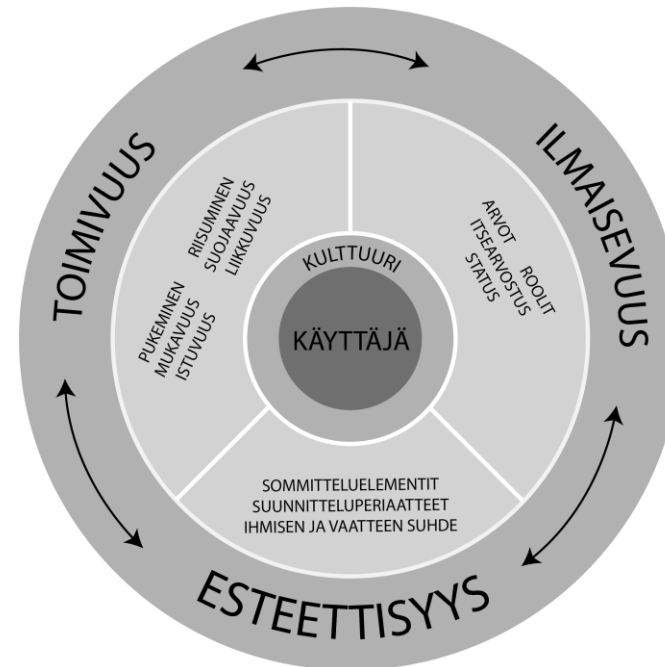 TOIMIVUUS
ILMAISEVUUS
ESTEETTISYYS
RIISUMINEN
SUOJAAVUUS
LIIKKUVUUS
PUKEMINEN
MUKAVUUS
ISTUVUUS
ARVOT ROOLIT
ITSEARVOSTUS
STATUS
KULTTUURI
KÄYTTÄJÄ
SOMMITTELUELEMENTIT
SUUNNITTELUPERIAATTEET
IHMISEN JA VAATTEEN SUHDE